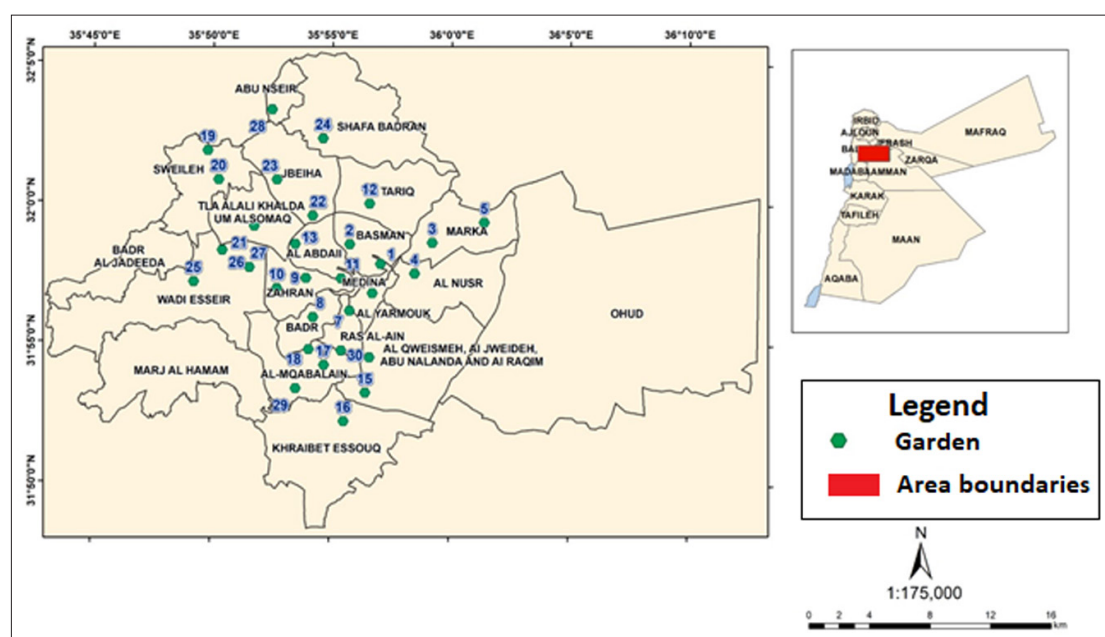 35°45'0"E 35°50'0"E 35°55'0"E 36°0'0"E 36°5'0"E 36°10'0"E
32°5'0"N
32°0'0"N
31°55'0"N
31°50'0"N
ABU NSEIR
28
24
SHAFA BADRAN
19
SWEILEH
20
23
JBEIHA
12
TARIQ
TLA ALALI KHALDA
UM ALSOMAQ
22
5
MARKA
3
2
BASMAN
13
AL ABDAII
1
BADR
AL JADEEDA
21
27
26
11
4
25
10
9
MEDINA
AL NUSR
WADI ESSEIR
ZAHRAN
8
AL YARMOUK
OHUD
BADR
7
RAS AL-AIN
17
30
AL QWEISMEH, Al JWEIDEH,
ABU NALANDA AND Al RAQIM
18
MARJ AL HAMAM
AL-MQABALAIN
15
29
16
KHRAIBET ESSOUQ
IRBID
AJLOUN
MAFRAQ
ZARQA
MADABA
AMMAN
KARAK
TAFILEH
MAAN
AQABA
Legend
Garden
Area boundaries
N
1:175,000
0 2 4 8 12 16
km